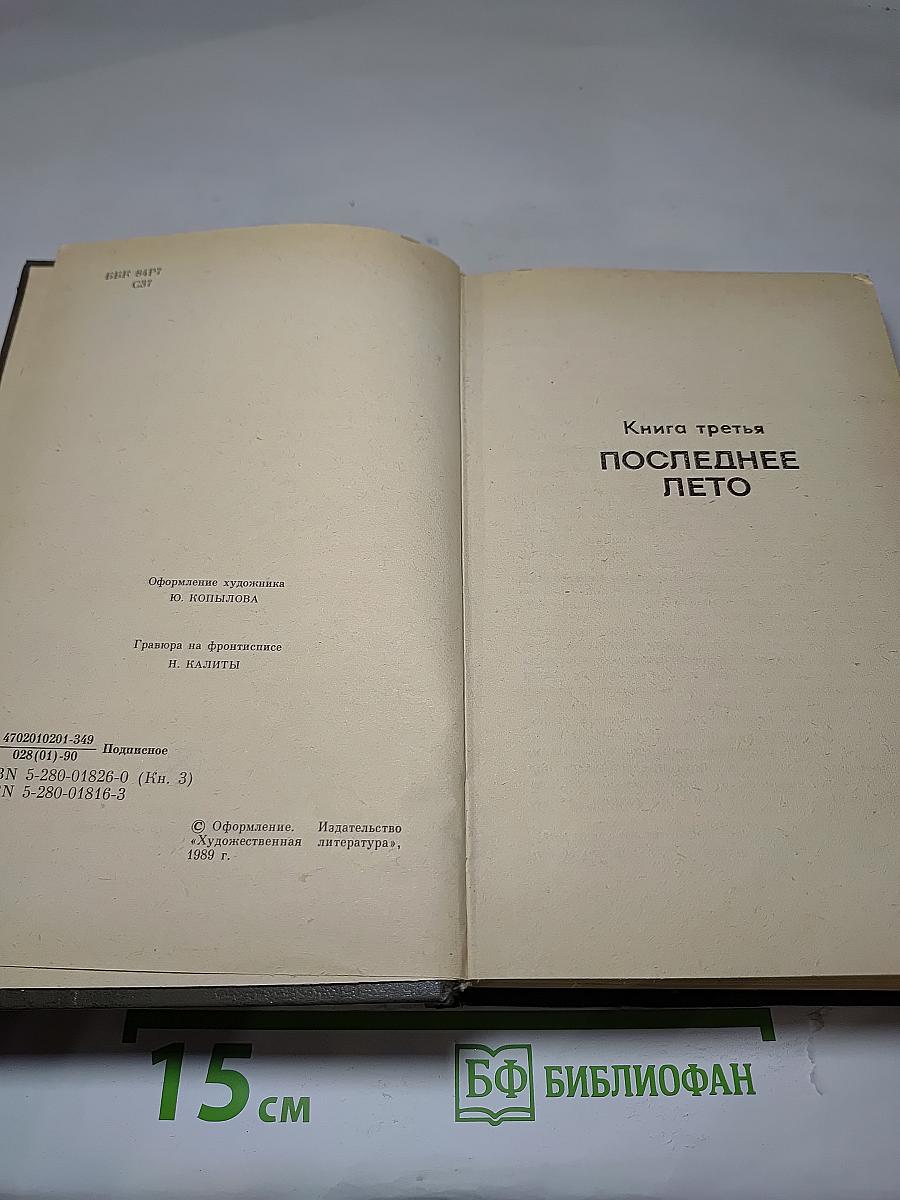 ББК 84Р7
С37
Оформление художника
Ю. КОПЫЛОВА
Гравюра на фронтисписе
Н. КАЛИТЫ
4702010201-349
028(01)-90
Подписное
BN 5-280-01826-0 (Кн. 3)
N 5-280-01816-3
© Оформление. Издательство
«Художественная литература»,
1989 г.
Книга третья
ПОСЛЕДНЕЕ
ЛЕТО
15 см
БФ БИБЛИОФАН